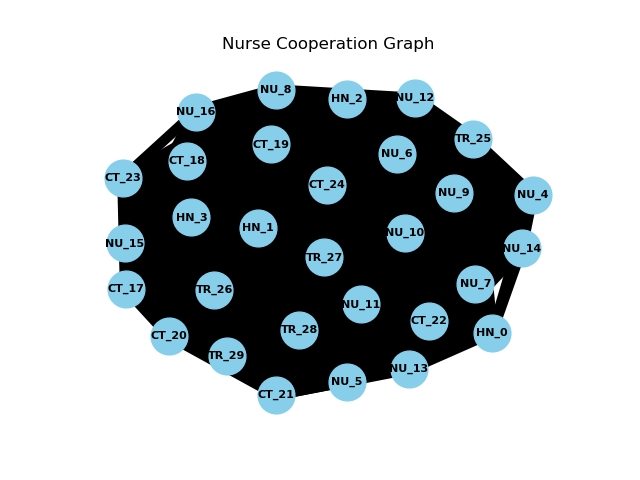 Nurse Cooperation Graph
NU_8
HN_2
NU_12
NU_16
TR_25
CT_19
NU_6
CT_18
CT_23
CT_24
NU_9
NU_4
HN_3
HN_1
NU_10
NU_15
NU_14
TR_27
NU_7
CT_17
TR_26
NU_11
CT_22
TR_28
HN_0
CT_20
TR_29
NU_13
NU_5
CT_21